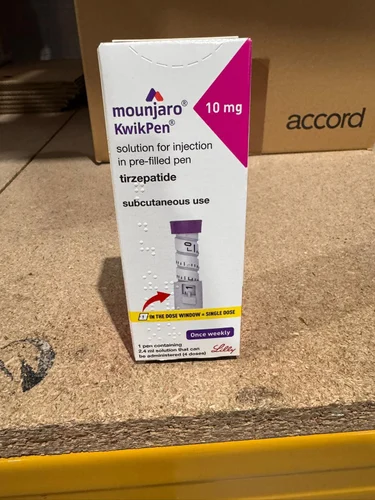 mounjaro®
KwikPen®
10 mg
solution for injection
in pre-filled pen
tirzepatide
subcutaneous use
1 IN THE DOSE WINDOW = SINGLE DOSE
Once weekly
1 pen containing
2.4 ml solution that can
be administered (4 doses)
Lilly
accord